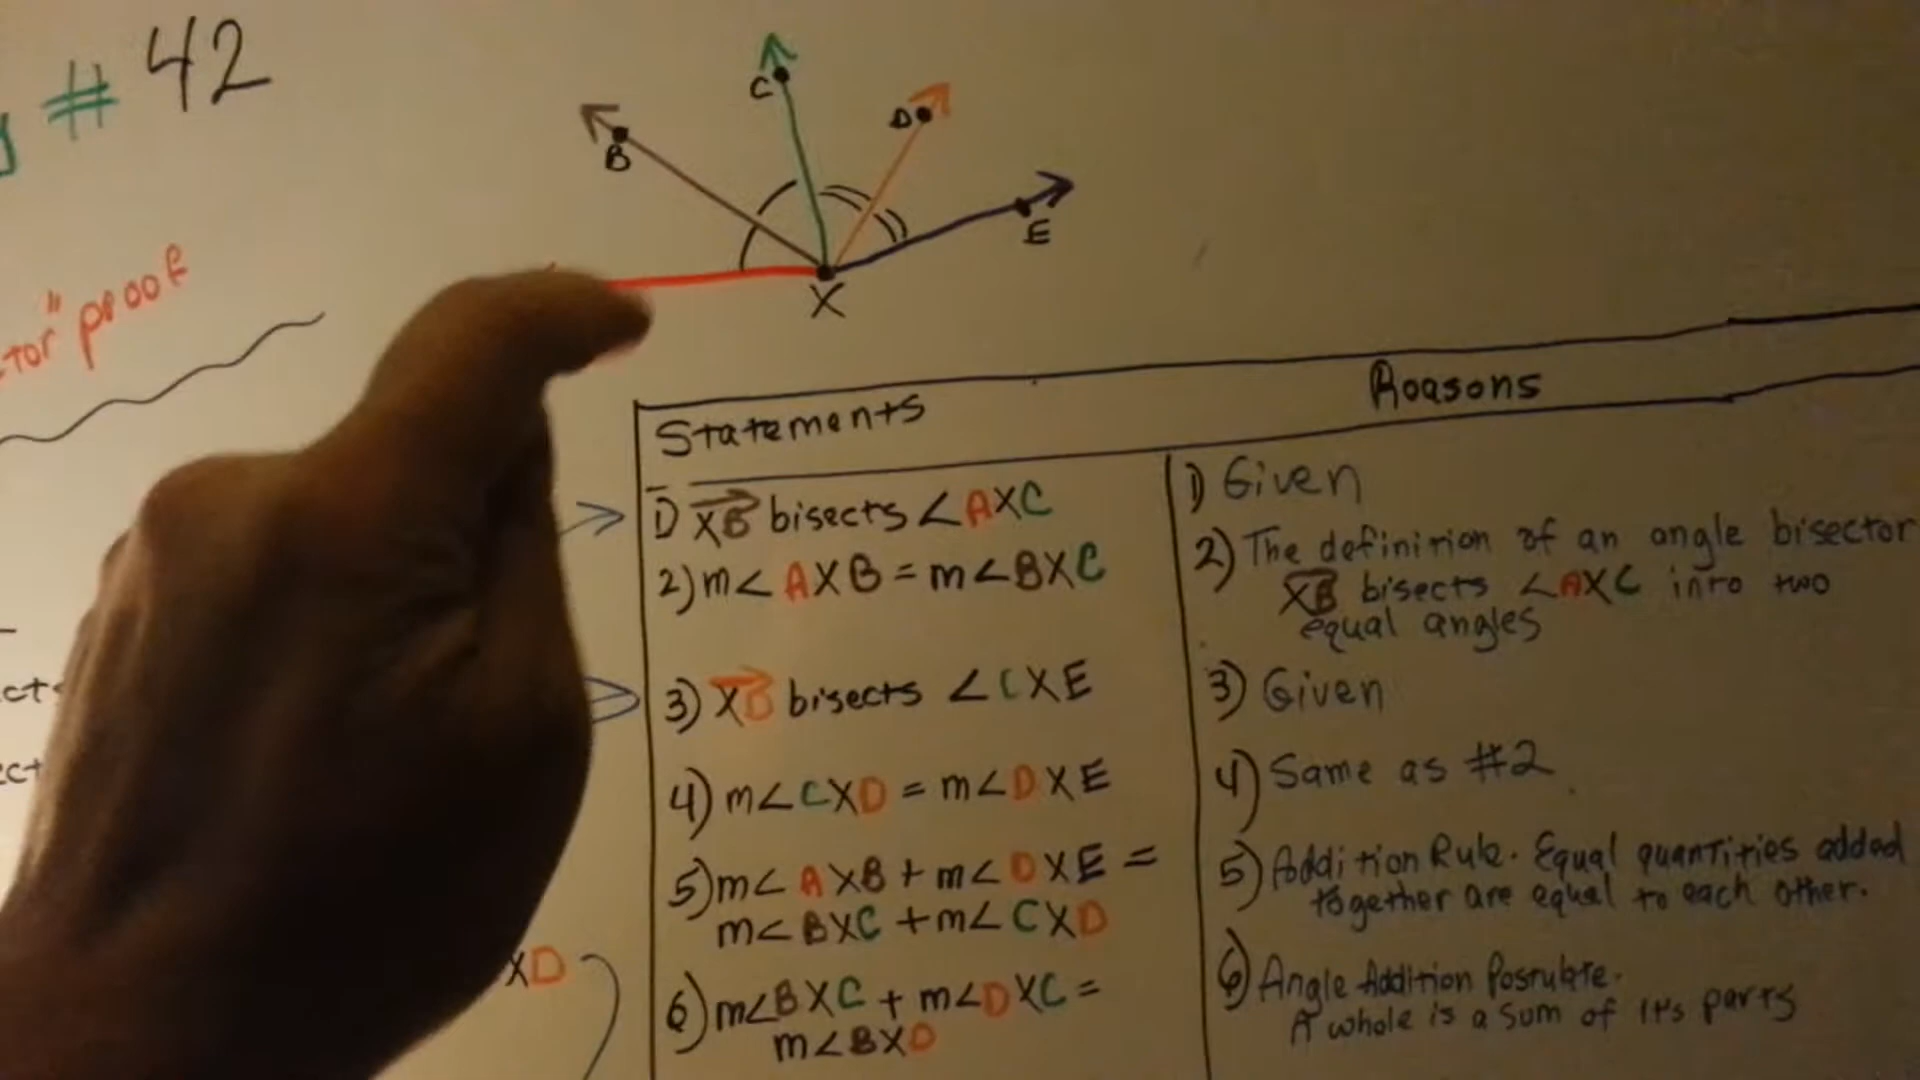 # 42
tor" proof
C
B
D
E
X
Statements
Reasons
1) XB bisects ∠AXC
1) Given
2) m∠AXB = m∠BXC
2) The definition of an angle bisector
XB bisects ∠AXC into two
equal angles
3) XD bisects ∠CXE
3) Given
4) m∠CXD = m∠DXE
4) Same as #2
5) m∠AXB + m∠DXE =
m∠BXC + m∠CXD
5) Addition Rule. Equal quantities added
together are equal to each other.
XD
6) m∠BXC + m∠DXC =
m∠BXD
6) Angle Addition Postulate.
A whole is a sum of it's parts